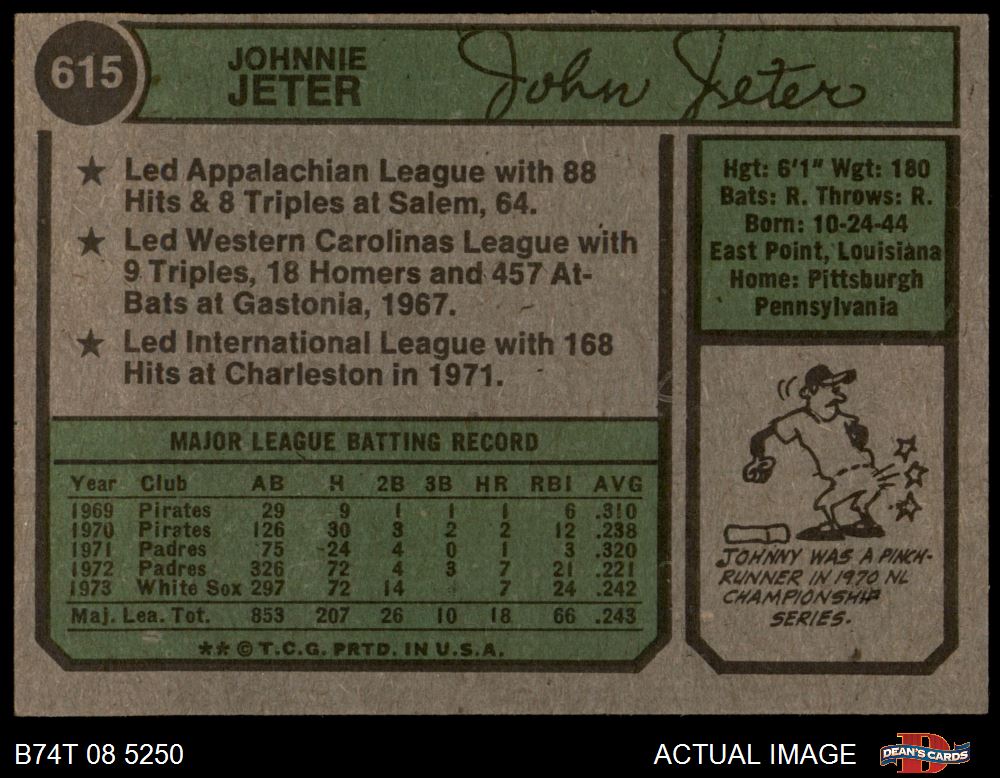 615
JOHNNIE
JETER
John Jeter
★ Led Appalachian League with 88
Hits & 8 Triples at Salem, 64.
★ Led Western Carolinas League with
9 Triples, 18 Homers and 457 At-
Bats at Gastonia, 1967.
★ Led International League with 168
Hits at Charleston in 1971.
Hgt: 6'1" Wgt: 180
Bats: R. Throws: R.
Born: 10-24-44
East Point, Louisiana
Home: Pittsburgh
Pennsylvania
MAJOR LEAGUE BATTING RECORD
Year Club AB H 2B 3B HR RBI AVG
1969 Pirates 29 9 1 1 1 6 .310
1970 Pirates 126 30 3 2 2 12 .238
1971 Padres 75 24 4 0 1 3 .320
1972 Padres 326 72 4 3 7 21 .221
1973 White Sox 297 72 14 7 24 .242
Maj. Lea. Tot. 853 207 26 10 18 66 .243
** © T.C.G. PRTD. IN U.S.A.
JOHNNY WAS A PINCH-
RUNNER IN 1970 NL
CHAMPIONSHIP
SERIES.
B74T 08 5250
ACTUAL IMAGE
DEAN'S CARDS